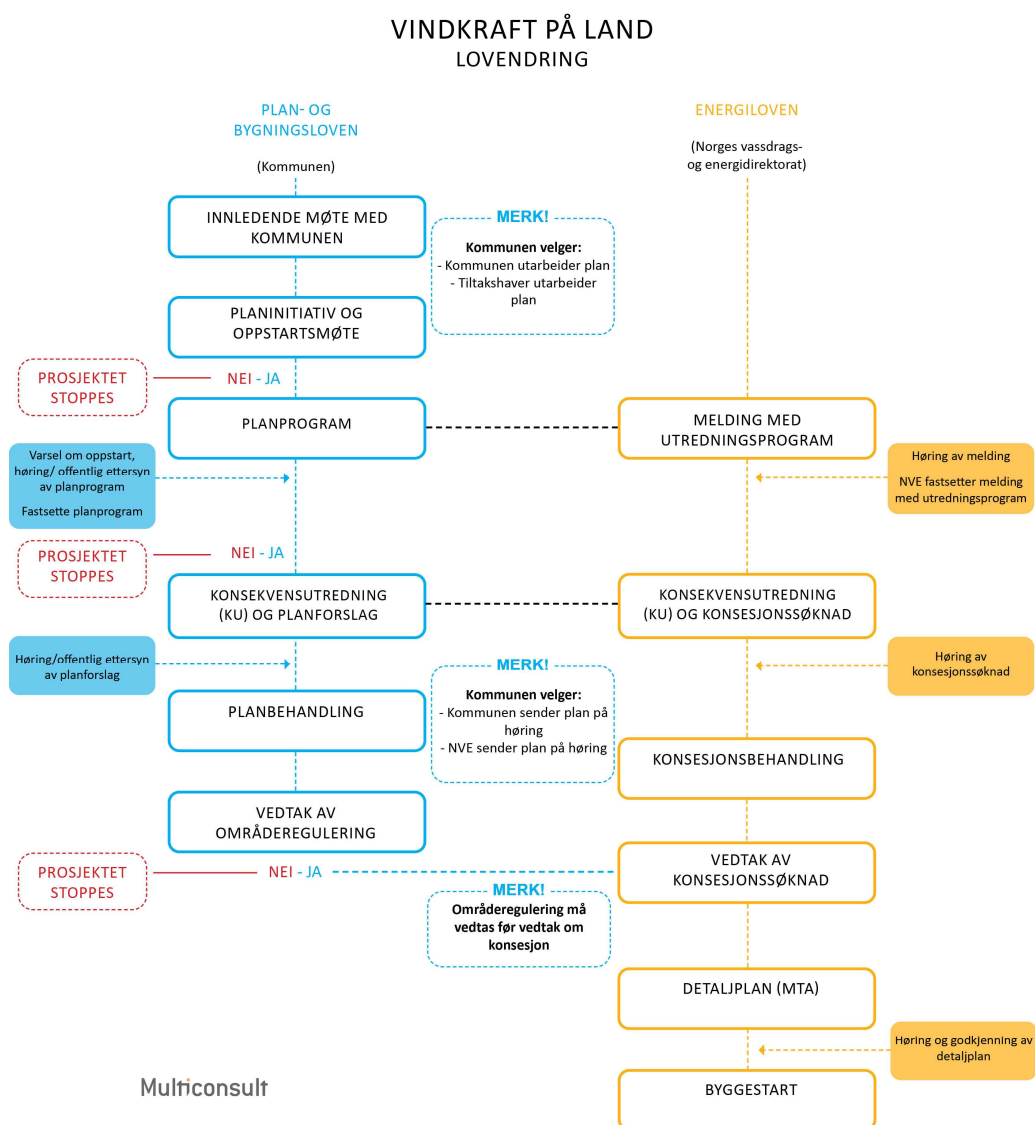 VINDKRAFT PÅ LAND
LOVENDRING
PLAN- OG
BYGNINGSLOVEN
(Kommunen)
ENERGILOVEN
(Norges vassdrags-
og energidirektorat)
INNLEDENDE MØTE MED
KOMMUNEN
MERK!
Kommunen velger:
- Kommunen utarbeider plan
- Tiltakshaver utarbeider
plan
PLANINITIATIV OG
OPPSTARTSMØTE
PROSJEKTET
STOPPES
NEI - JA
PLANPROGRAM
MELDING MED
UTREDNINGSPROGRAM
Varsel om oppstart,
høring/ offentlig ettersyn
av planprogram
Fastsette planprogram
Høring av melding
NVE fastsetter melding
med utredningsprogram
PROSJEKTET
STOPPES
NEI - JA
KONSEKVENSUTREDNING
(KU) OG PLANFORSLAG
KONSEKVENSUTREDNING
(KU) OG KONSESJONSSØKNAD
Høring/offentlig ettersyn
av planforslag
Høring av
konsesjonssøknad
MERK!
Kommunen velger:
- Kommunen sender plan på
høring
- NVE sender plan på høring
PLANBEHANDLING
KONSESJONSBEHANDLING
VEDTAK AV
OMRÅDEREGULERING
PROSJEKTET
STOPPES
NEI - JA
VEDTAK AV
KONSESJONSSØKNAD
MERK!
Områderegulering må
vedtas før vedtak om
konsesjon
DETALJPLAN (MTA)
Høring og godkjenning av
detaljplan
BYGGESTART
Multiconsult